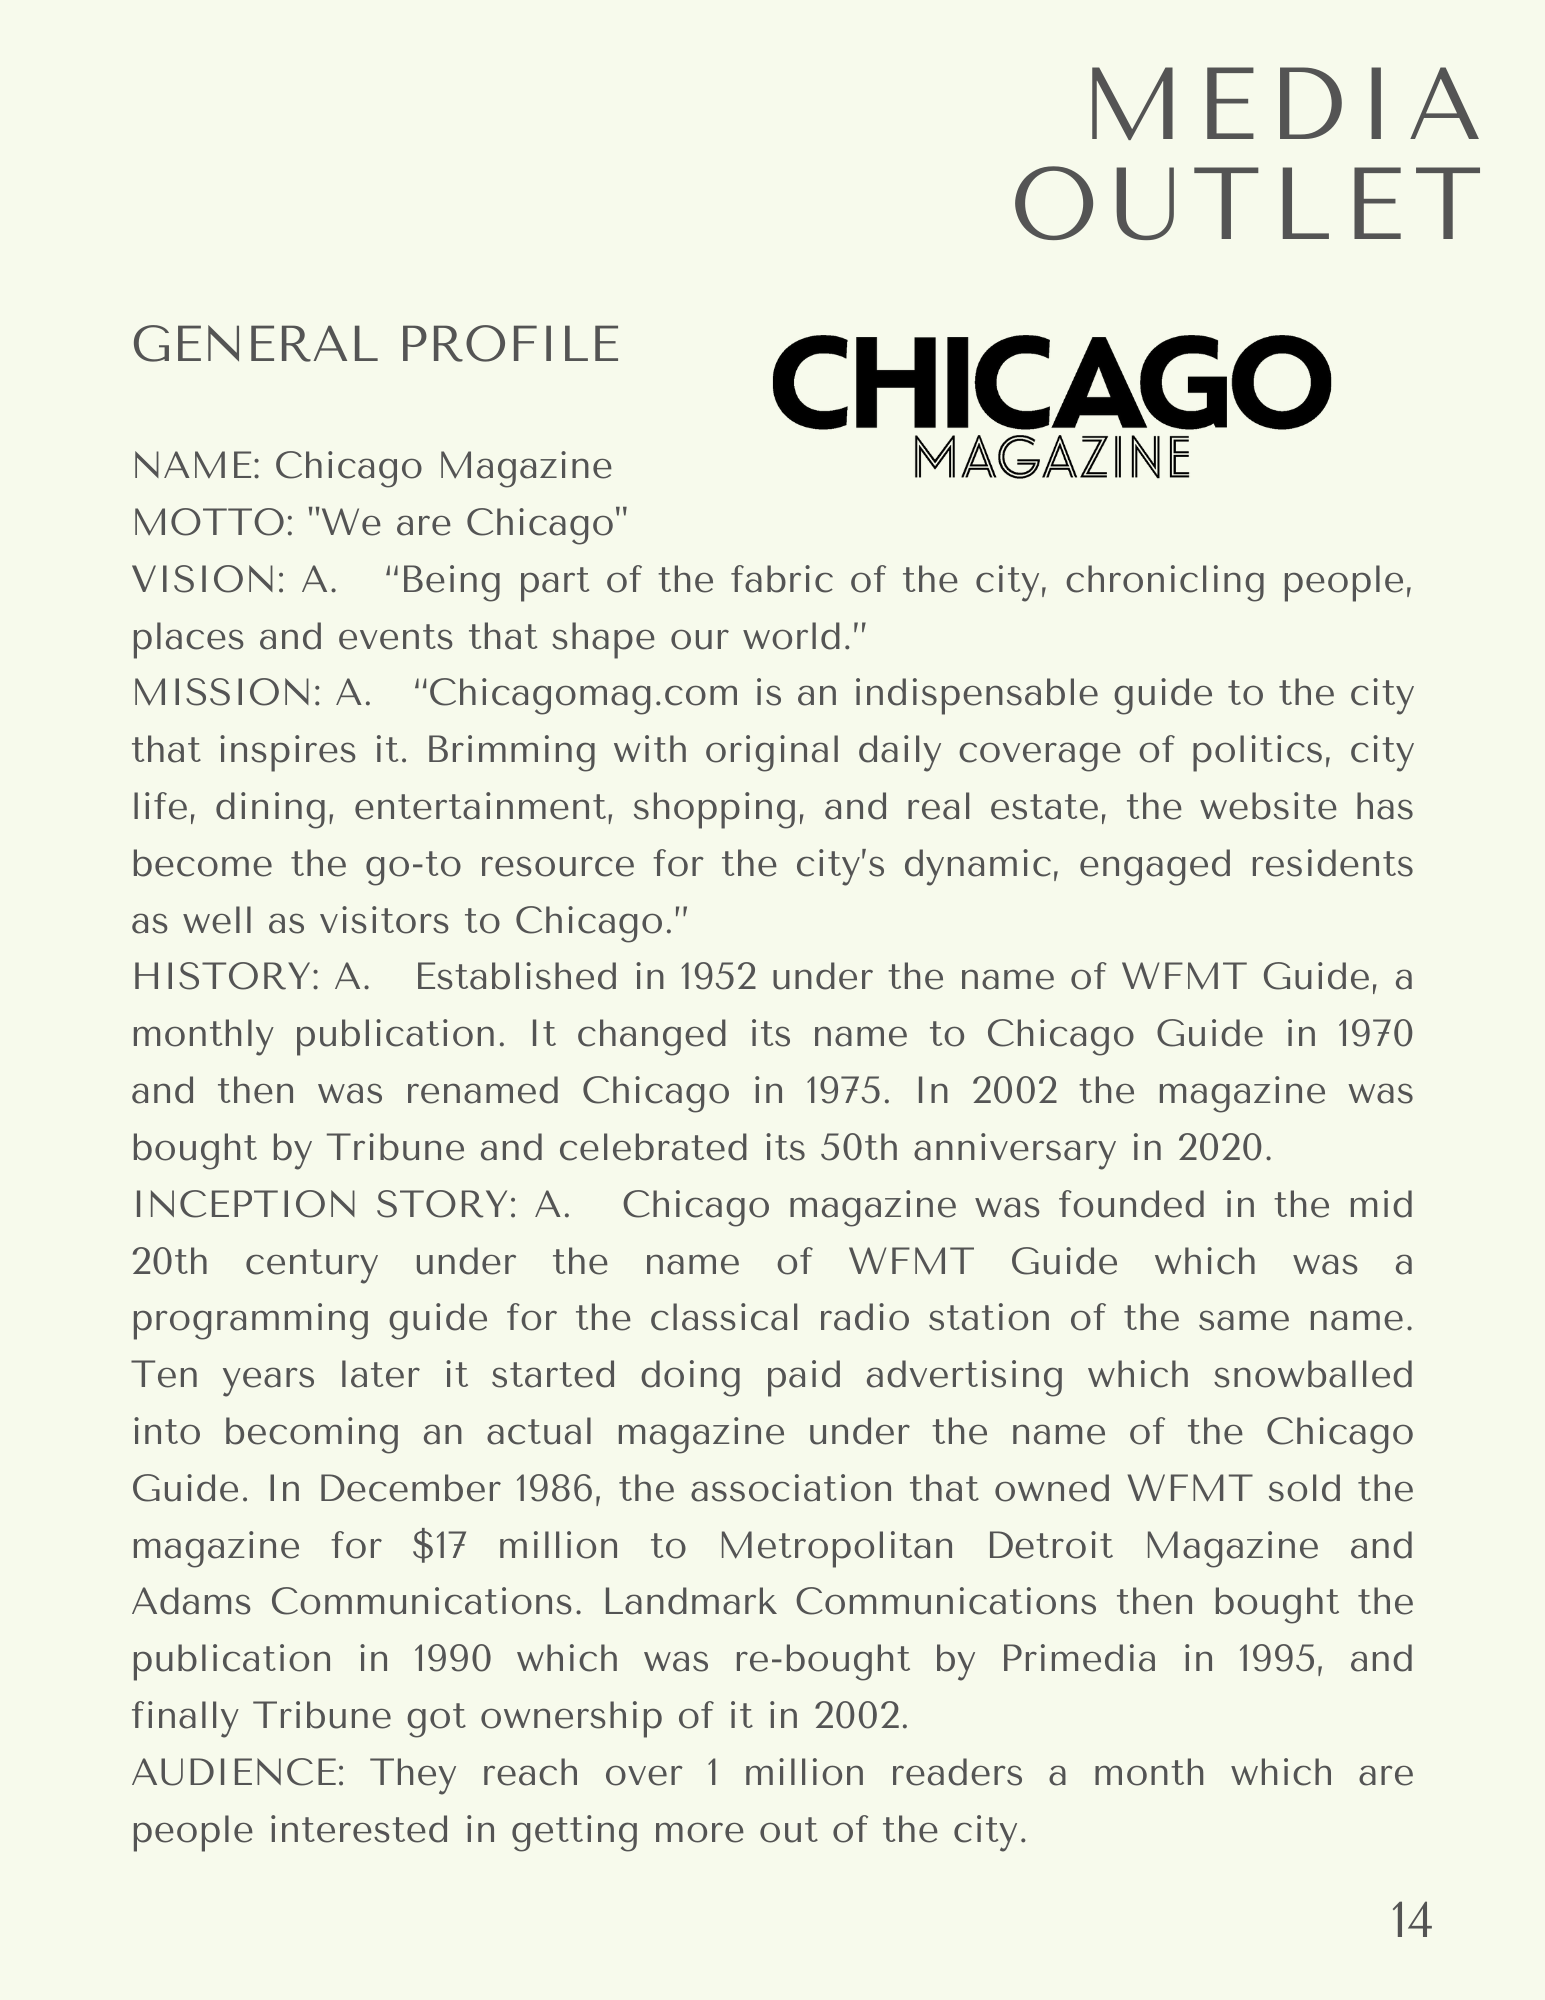 MEDIA
OUTLET
GENERAL PROFILE
CHICAGO
MAGAZINE
NAME: Chicago Magazine
MOTTO: "We are Chicago"
VISION: A. “Being part of the fabric of the city, chronicling people,
places and events that shape our world.”
MISSION: A. “Chicagomag.com is an indispensable guide to the city
that inspires it. Brimming with original daily coverage of politics, city
life, dining, entertainment, shopping, and real estate, the website has
become the go-to resource for the city’s dynamic, engaged residents
as well as visitors to Chicago.”
HISTORY: A. Established in 1952 under the name of WFMT Guide, a
monthly publication. It changed its name to Chicago Guide in 1970
and then was renamed Chicago in 1975. In 2002 the magazine was
bought by Tribune and celebrated its 50th anniversary in 2020.
INCEPTION STORY: A. Chicago magazine was founded in the mid
20th century under the name of WFMT Guide which was a
programming guide for the classical radio station of the same name.
Ten years later it started doing paid advertising which snowballed
into becoming an actual magazine under the name of the Chicago
Guide. In December 1986, the association that owned WFMT sold the
magazine for $17 million to Metropolitan Detroit Magazine and
Adams Communications. Landmark Communications then bought the
publication in 1990 which was re-bought by Primedia in 1995, and
finally Tribune got ownership of it in 2002.
AUDIENCE: They reach over 1 million readers a month which are
people interested in getting more out of the city.
14